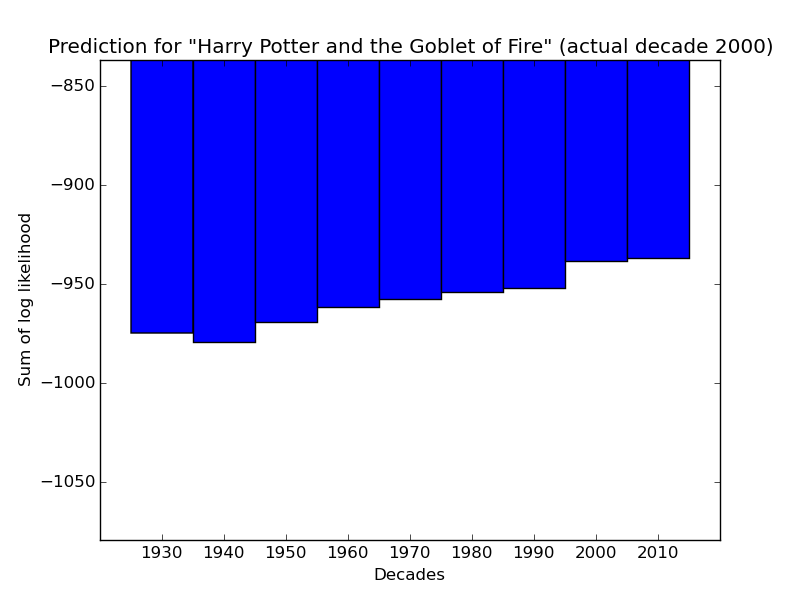 Prediction for "Harry Potter and the Goblet of Fire" (actual decade 2000)
−850
−900
−950
−1000
−1050
Sum of log likelihood
1930 1940 1950 1960 1970 1980 1990 2000 2010
Decades